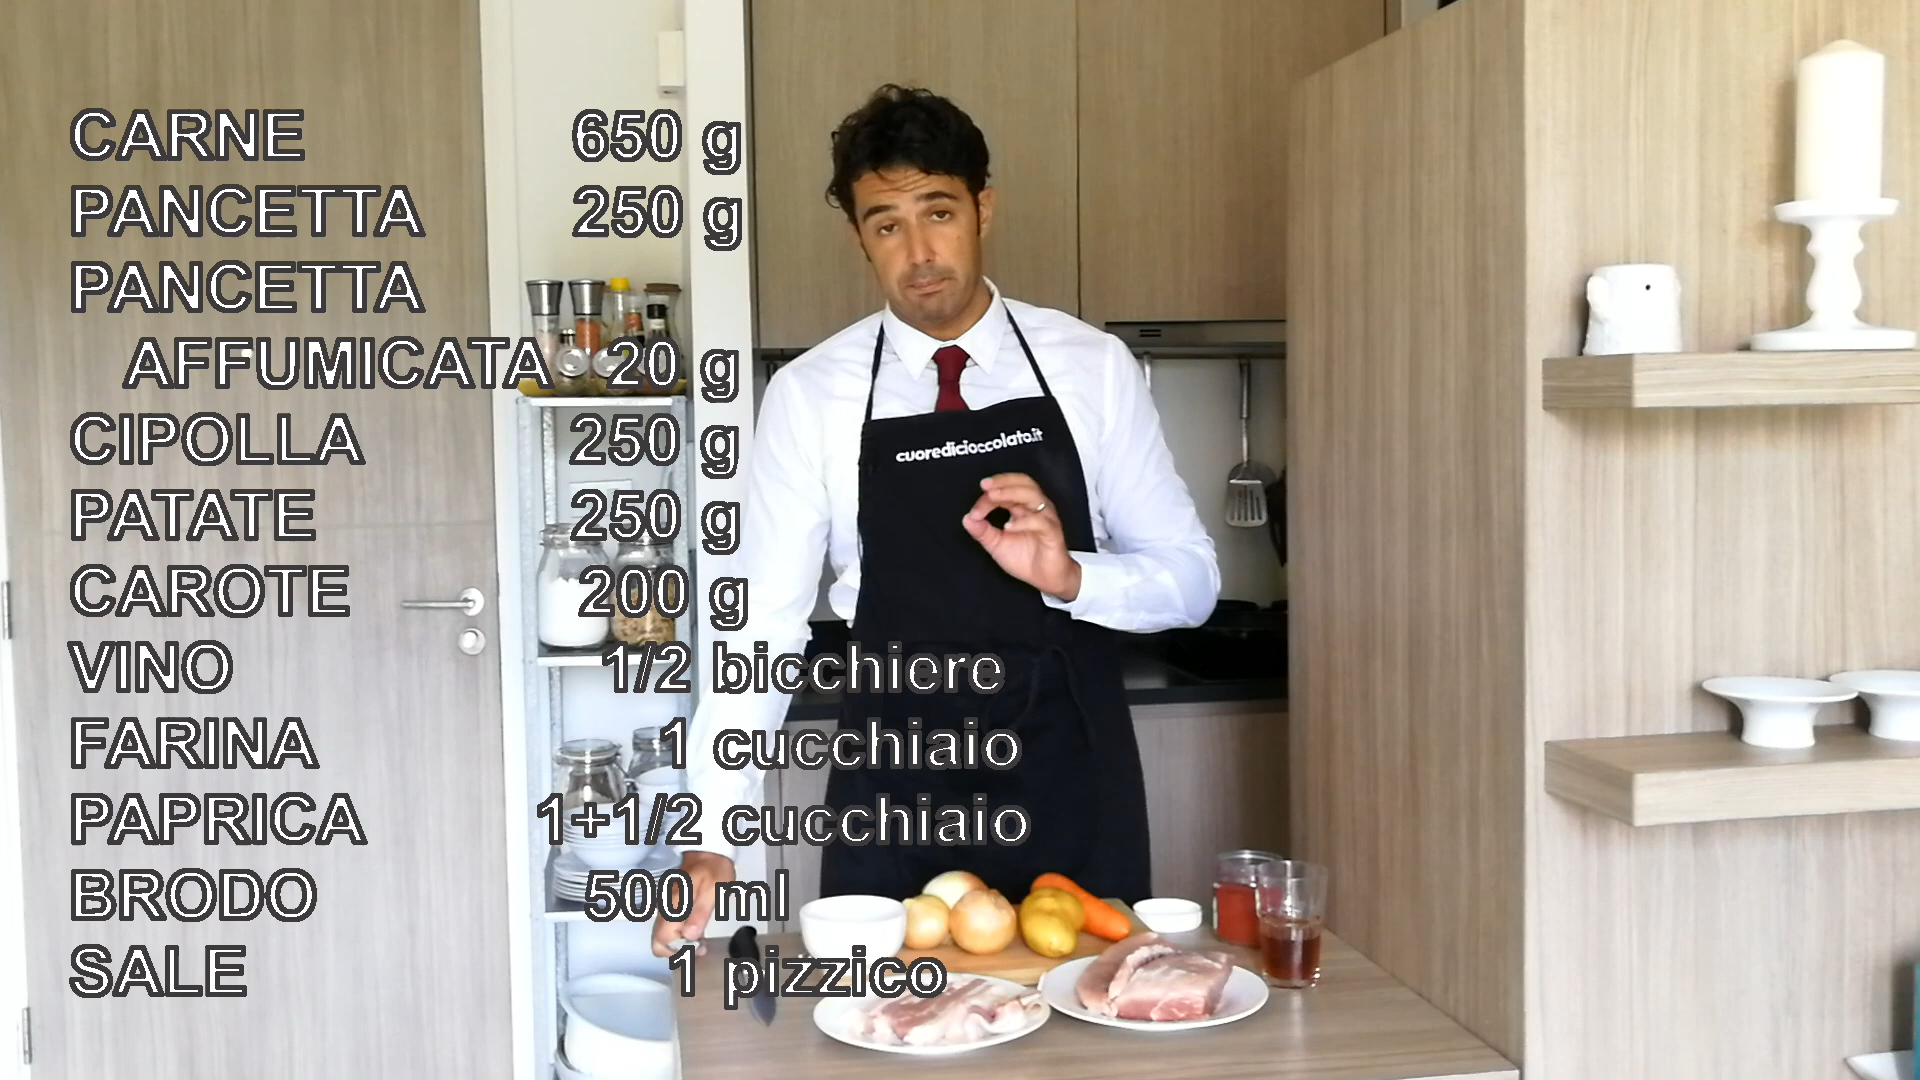 CARNE 650 g
PANCETTA 250 g
PANCETTA
AFFUMICATA 20 g
CIPOLLA 250 g
PATATE 250 g
CAROTE 200 g
VINO 1/2 bicchiere
FARINA 1 cucchiaio
PAPRICA 1+1/2 cucchiaio
BRODO 500 ml
SALE 1 pizzico
cuoredicioccolato.it